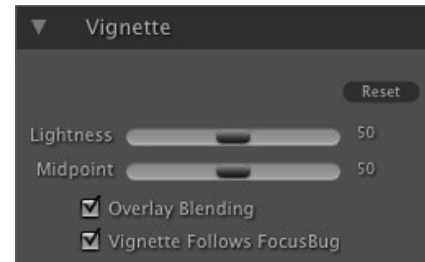 Vignette
Reset
Lightness 50
Midpoint 50
Overlay Blending
Vignette Follows FocusBug